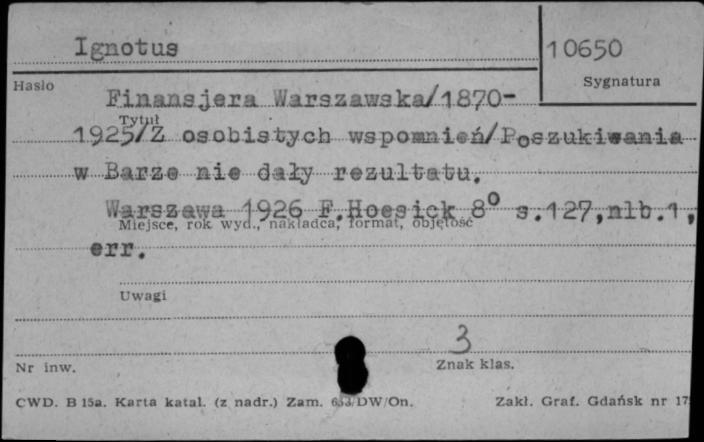 Ignotus
10650
Hasło
Sygnatura
Finansjera Warszawska/1870-
Tytuł
1925/Z osobistych wspomnień/Poszukiwania
w Barze nie dały rezultatu.
Warszawa 1926 F.Hoesick 8° s.127,nlb.1,
Miejsce, rok wyd., nakładca, format, objętość
err.
Uwagi
3
Nr inw.
Znak klas.
CWD. B 15a. Karta katal. (z nadr.) Zam. /DW/On.
Zakł. Graf. Gdańsk nr